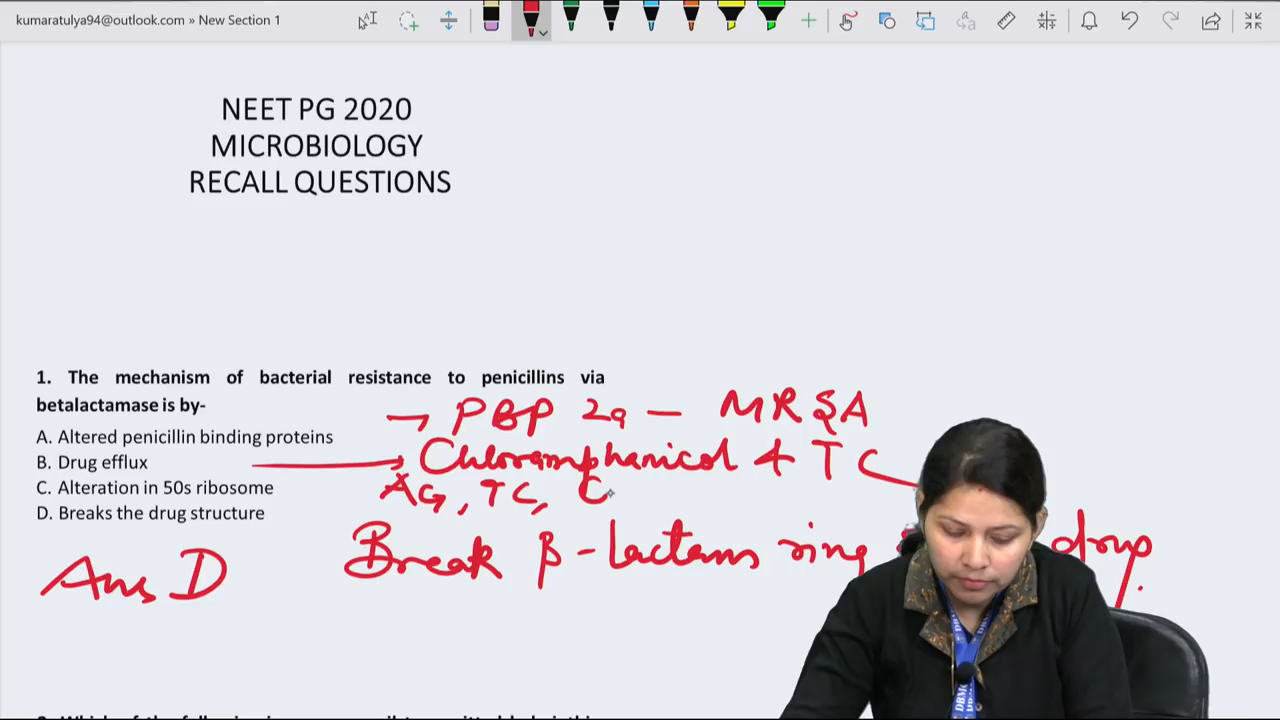 kumaratulya94@outlook.com » New Section 1
NEET PG 2020
MICROBIOLOGY
RECALL QUESTIONS
1. The mechanism of bacterial resistance to penicillins via
betalactamase is by-
A. Altered penicillin binding proteins
B. Drug efflux
C. Alteration in 50s ribosome
D. Breaks the drug structure
→ PBP 2a – MRSA
→ Chloramphanicol + TC
AG, TC, C
Break β-lactam ring drug.
Ans D
DBMC